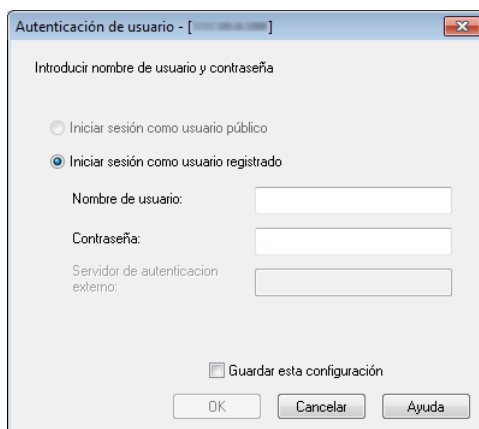 Autenticación de usuario - [ ]
Introducir nombre de usuario y contraseña
Iniciar sesión como usuario público
Iniciar sesión como usuario registrado
Nombre de usuario:
Contraseña:
Servidor de autenticacion
externo:
Guardar esta configuración
OK
Cancelar
Ayuda